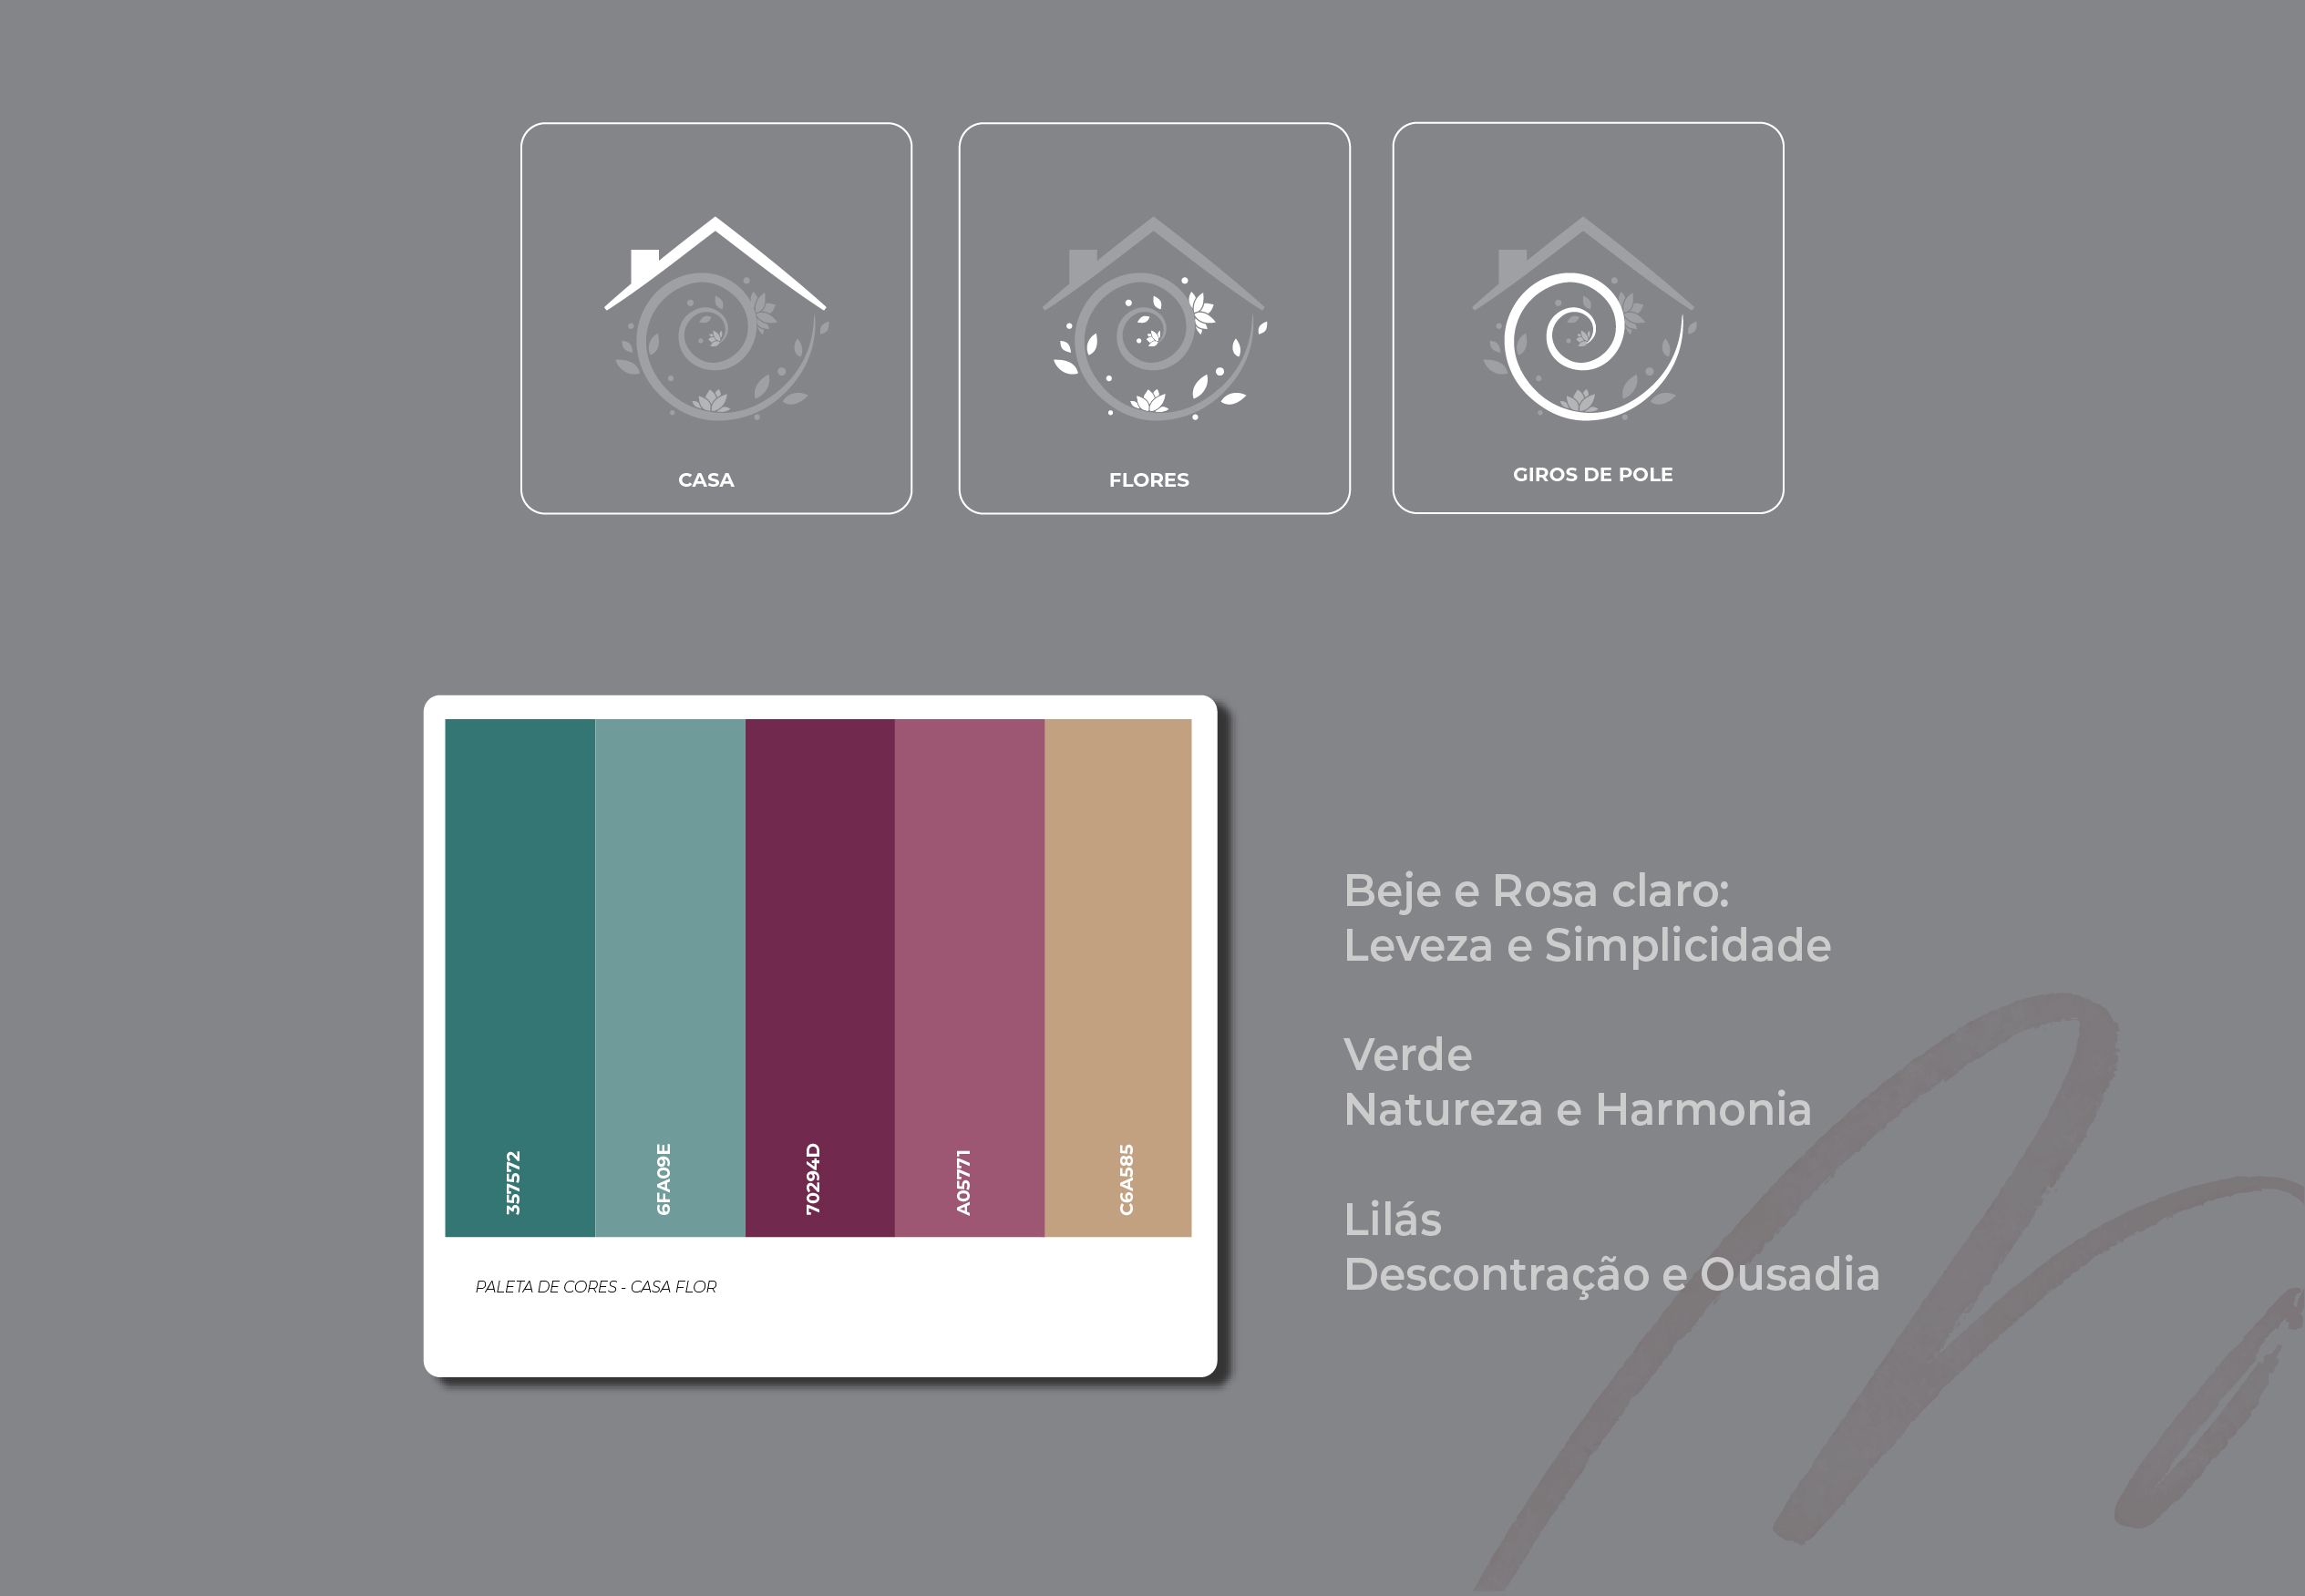 CASA
FLORES
GIROS DE POLE
357572
6FA09E
70294D
A05771
C6A585
PALETA DE CORES - CASA FLOR
Beje e Rosa claro:
Leveza e Simplicidade
Verde
Natureza e Harmonia
Lilás
Descontração e Ousadia